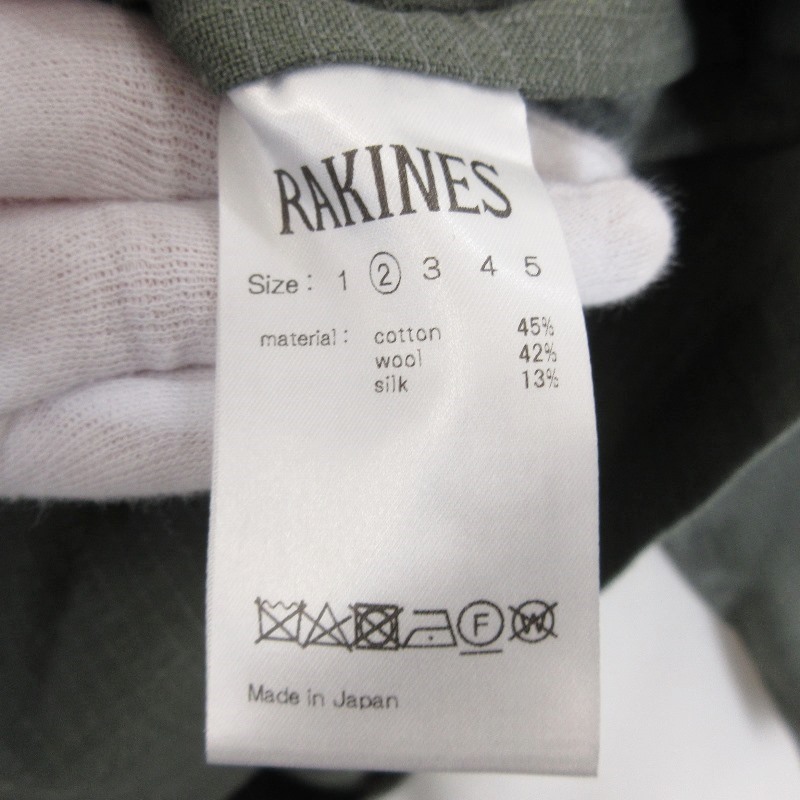 RAKINES
Size: 1 2 3 4 5
material: cotton 45%
wool 42%
silk 13%
F W
Made in Japan